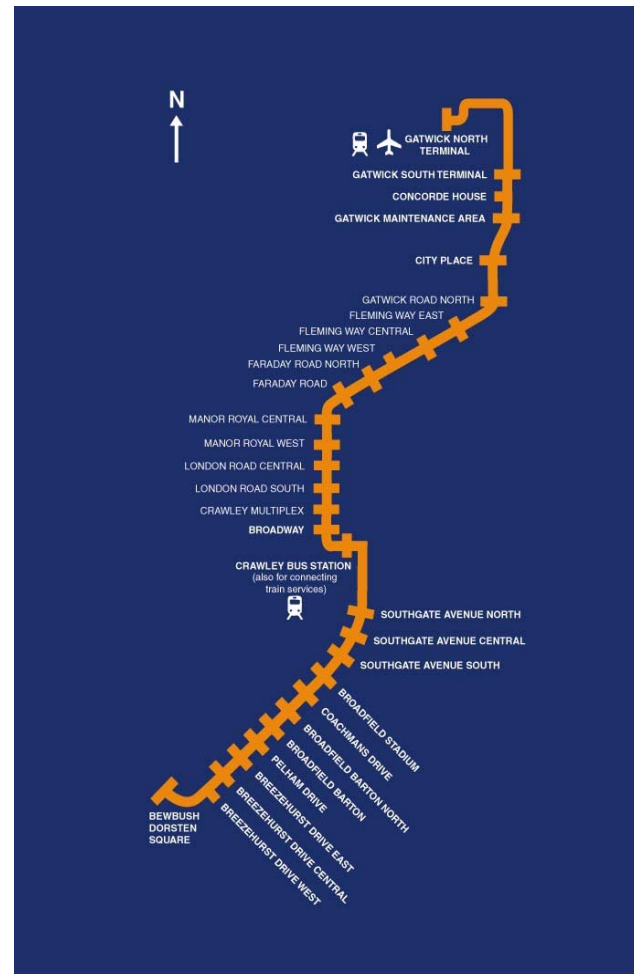 N
GATWICK NORTH
TERMINAL
GATWICK SOUTH TERMINAL
CONCORDE HOUSE
GATWICK MAINTENANCE AREA
CITY PLACE
GATWICK ROAD NORTH
FLEMING WAY EAST
FLEMING WAY CENTRAL
FLEMING WAY WEST
FARADAY ROAD NORTH
FARADAY ROAD
MANOR ROYAL CENTRAL
MANOR ROYAL WEST
LONDON ROAD CENTRAL
LONDON ROAD SOUTH
CRAWLEY MULTIPLEX
BROADWAY
CRAWLEY BUS STATION
(also for connecting
train services)
SOUTHGATE AVENUE NORTH
SOUTHGATE AVENUE CENTRAL
SOUTHGATE AVENUE SOUTH
BROADFIELD STADIUM
COACHMANS DRIVE
BROADFIELD BARTON NORTH
BROADFIELD BARTON
PELHAM DRIVE
BREEZEHURST DRIVE EAST
BREEZEHURST DRIVE CENTRAL
BREEZEHURST DRIVE WEST
BEWBUSH
DORSTEN
SQUARE